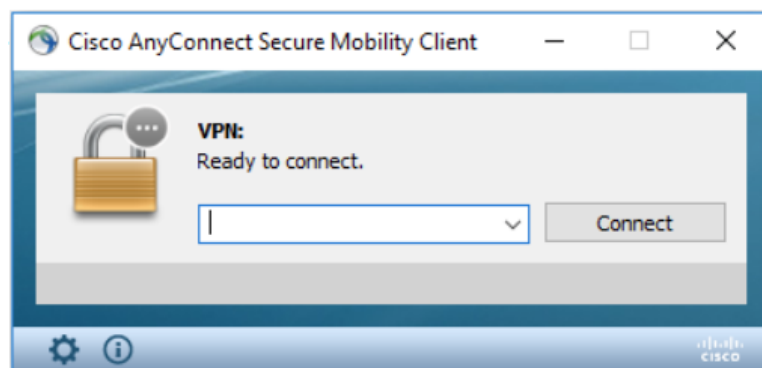 Cisco AnyConnect Secure Mobility Client
VPN:
Ready to connect.
Connect
CISCO